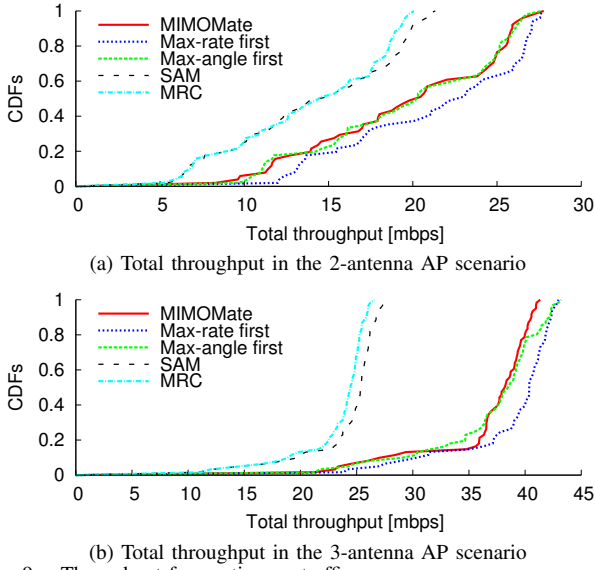 1
0.8
0.6
0.4
0.2
0
CDFs
MIMOMate
Max-rate first
Max-angle first
SAM
MRC
0 5 10 15 20 25 30
Total throughput [mbps]
(a) Total throughput in the 2-antenna AP scenario
1
0.8
0.6
0.4
0.2
0
CDFs
MIMOMate
Max-rate first
Max-angle first
SAM
MRC
0 5 10 15 20 25 30 35 40 45
Total throughput [mbps]
(b) Total throughput in the 3-antenna AP scenario